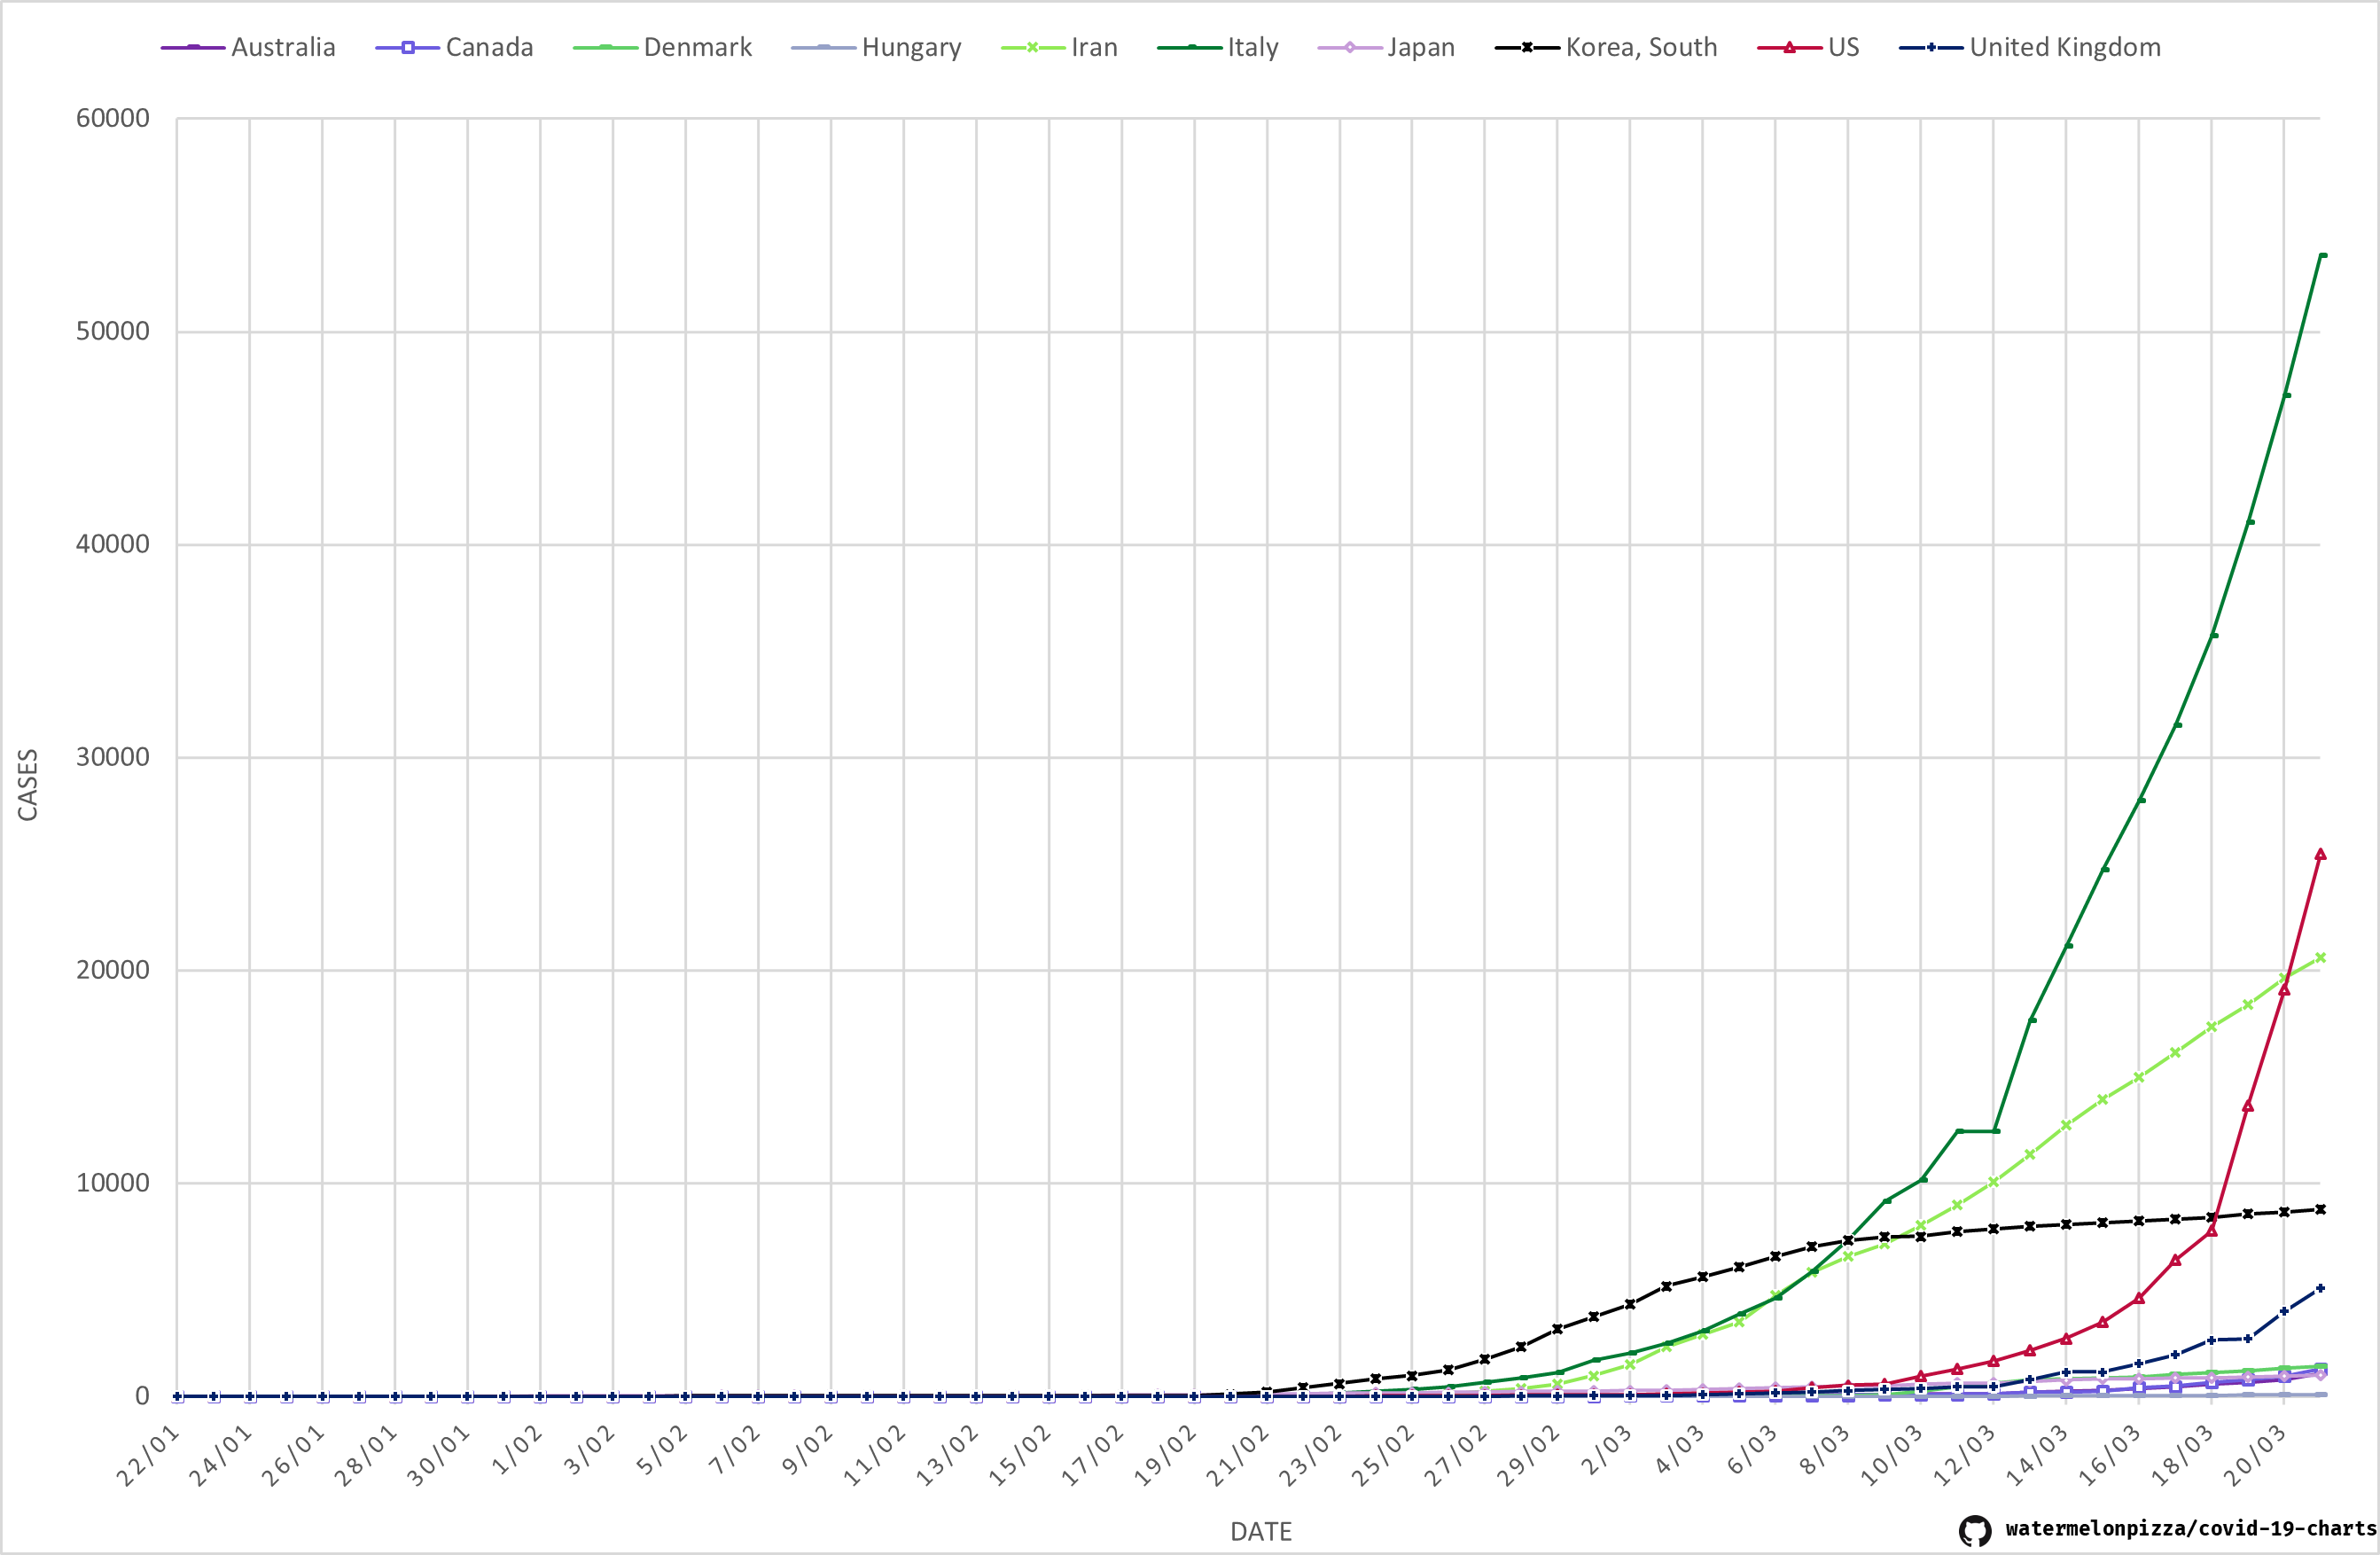 Australia Canada Denmark Hungary Iran Italy Japan Korea, South US United Kingdom
60000
50000
40000
30000
20000
10000
0
CASES
22/01 24/01 26/01 28/01 30/01 1/02 3/02 5/02 7/02 9/02 11/02 13/02 15/02 17/02 19/02 21/02 23/02 25/02 27/02 29/02 2/03 4/03 6/03 8/03 10/03 12/03 14/03 16/03 18/03 20/03
DATE
watermelonpizza/covid-19-charts